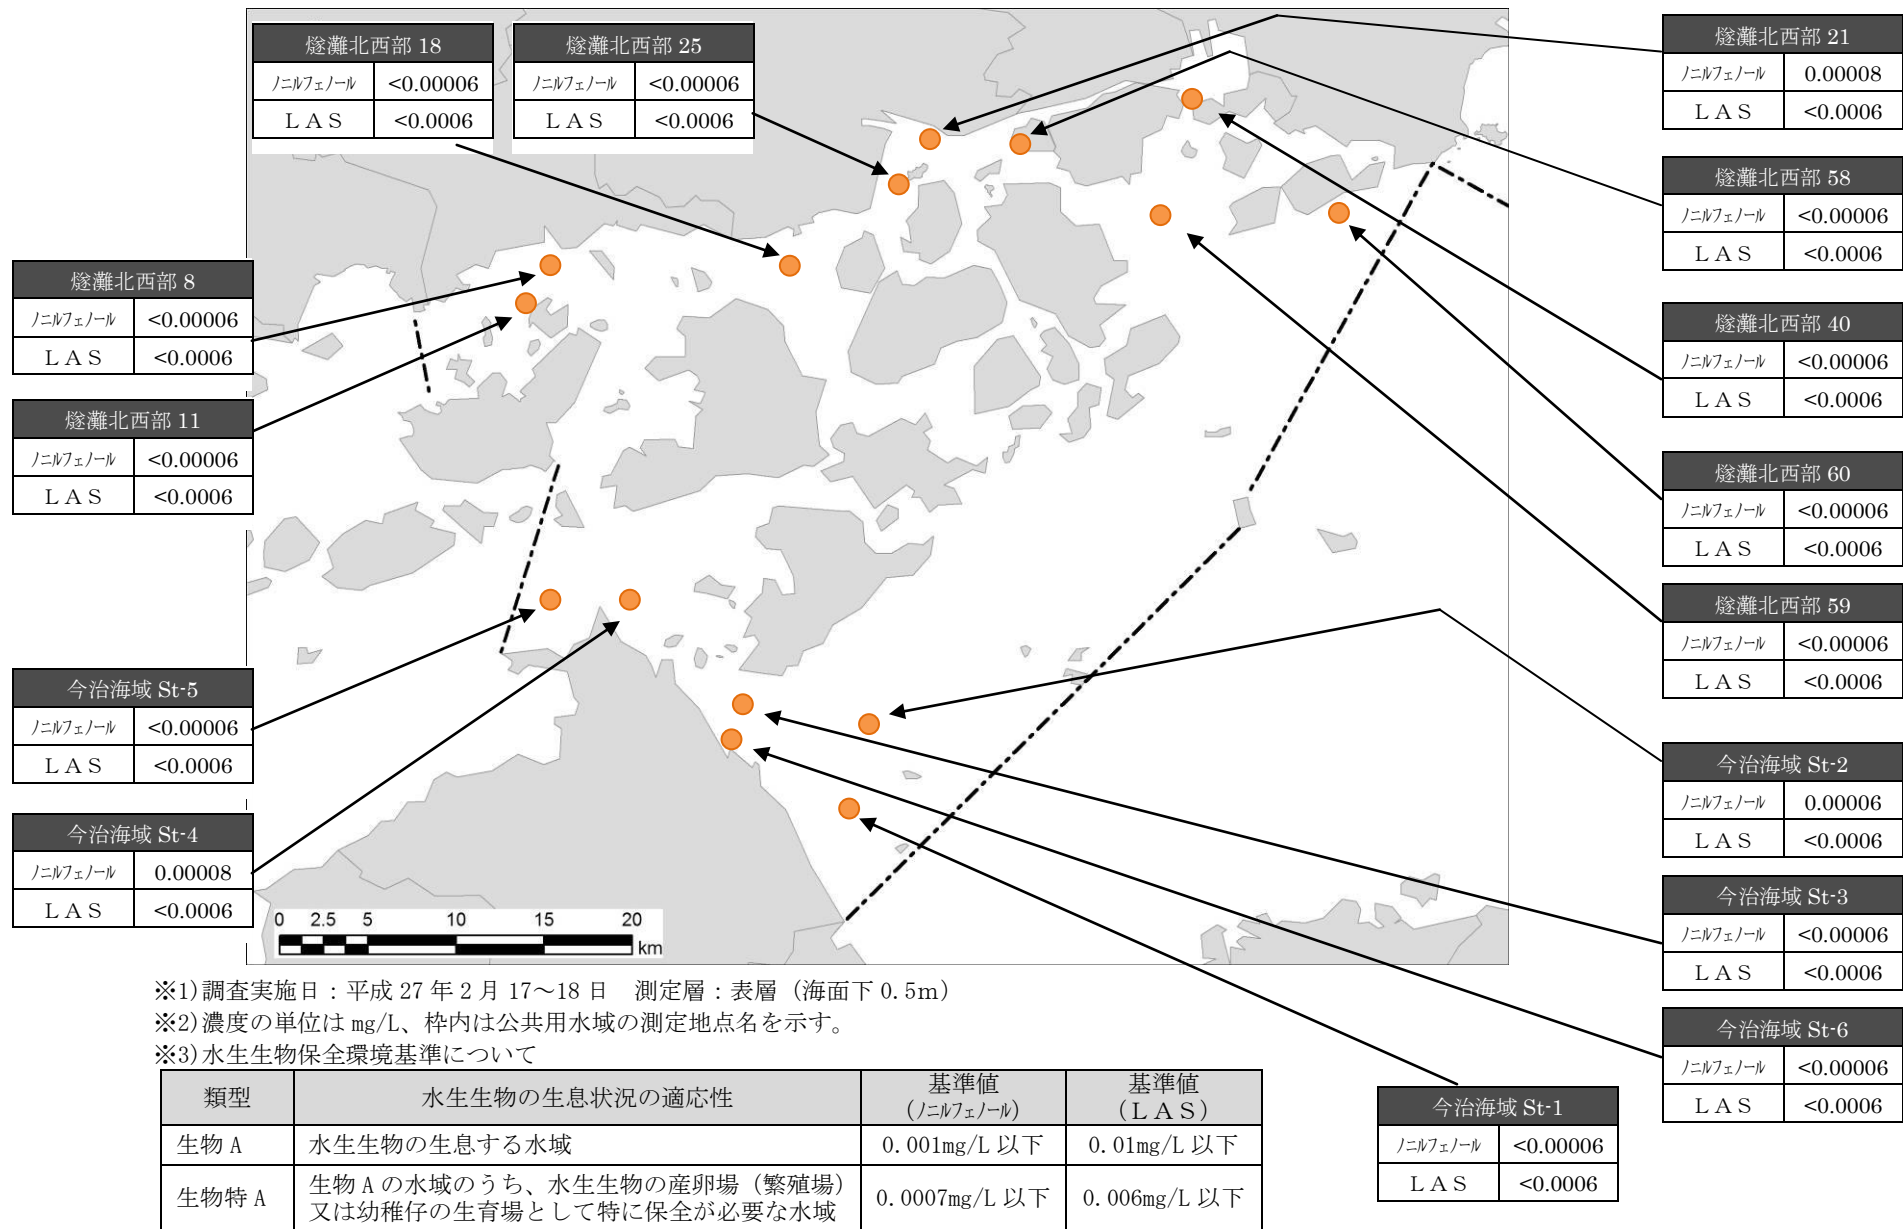 燧灘北西部 18
ﾉﾆﾙﾌｪﾉｰﾙ <0.00006
ＬＡＳ <0.0006
燧灘北西部 25
ﾉﾆﾙﾌｪﾉｰﾙ <0.00006
ＬＡＳ <0.0006
燧灘北西部 21
ﾉﾆﾙﾌｪﾉｰﾙ 0.00008
ＬＡＳ <0.0006
燧灘北西部 58
ﾉﾆﾙﾌｪﾉｰﾙ <0.00006
ＬＡＳ <0.0006
燧灘北西部 8
ﾉﾆﾙﾌｪﾉｰﾙ <0.00006
ＬＡＳ <0.0006
燧灘北西部 40
ﾉﾆﾙﾌｪﾉｰﾙ <0.00006
ＬＡＳ <0.0006
燧灘北西部 11
ﾉﾆﾙﾌｪﾉｰﾙ <0.00006
ＬＡＳ <0.0006
燧灘北西部 60
ﾉﾆﾙﾌｪﾉｰﾙ <0.00006
ＬＡＳ <0.0006
燧灘北西部 59
ﾉﾆﾙﾌｪﾉｰﾙ <0.00006
ＬＡＳ <0.0006
今治海域 St-5
ﾉﾆﾙﾌｪﾉｰﾙ <0.00006
ＬＡＳ <0.0006
今治海域 St-2
ﾉﾆﾙﾌｪﾉｰﾙ 0.00006
ＬＡＳ <0.0006
今治海域 St-4
ﾉﾆﾙﾌｪﾉｰﾙ 0.00008
ＬＡＳ <0.0006
今治海域 St-3
ﾉﾆﾙﾌｪﾉｰﾙ <0.00006
ＬＡＳ <0.0006
0 2.5 5 10 15 20
km
今治海域 St-6
ﾉﾆﾙﾌｪﾉｰﾙ <0.00006
ＬＡＳ <0.0006
今治海域 St-1
ﾉﾆﾙﾌｪﾉｰﾙ <0.00006
ＬＡＳ <0.0006
※1)調査実施日：平成 27 年 2 月 17～18 日　測定層：表層（海面下 0.5m）
※2)濃度の単位は mg/L、枠内は公共用水域の測定地点名を示す。
※3)水生生物保全環境基準について
類型 水生生物の生息状況の適応性 基準値（ﾉﾆﾙﾌｪﾉｰﾙ） 基準値（ＬＡＳ）
生物 A 水生生物の生息する水域 0.001mg/L 以下 0.01mg/L 以下
生物特 A 生物 A の水域のうち、水生生物の産卵場（繁殖場） 0.0007mg/L 以下 0.006mg/L 以下
又は幼稚仔の生育場として特に保全が必要な水域